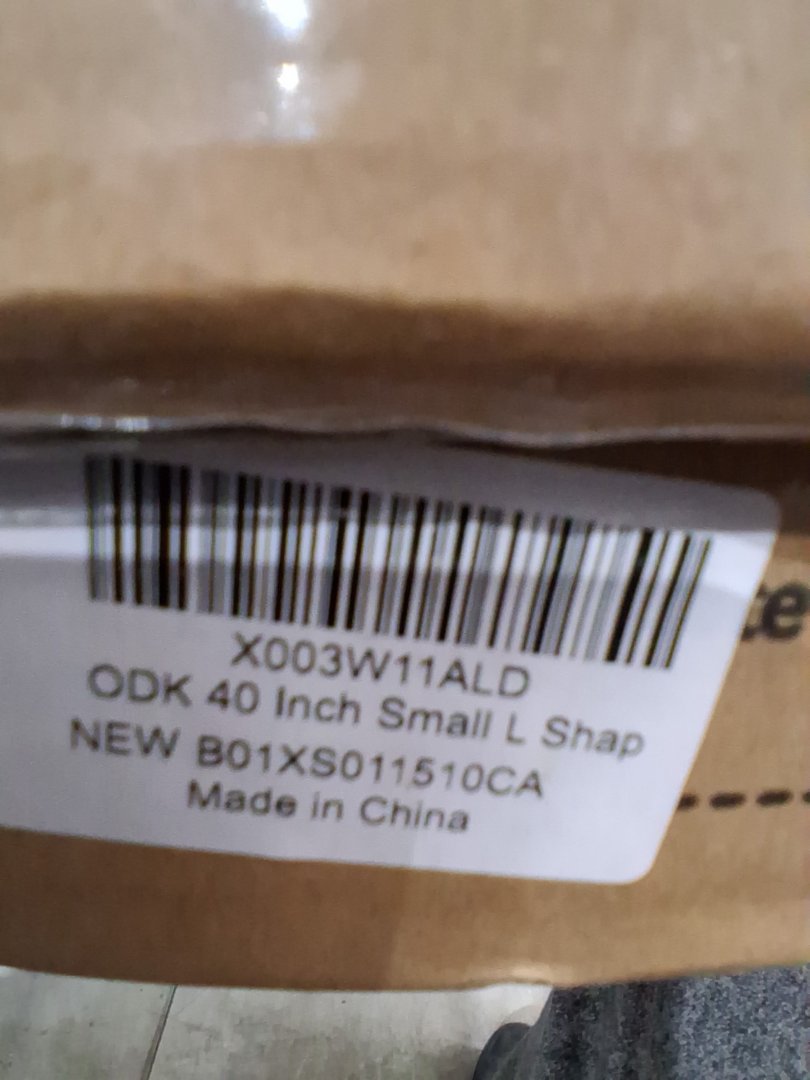 X003W11ALD
ODK 40 Inch Small L Shap
NEW B01XS011510CA
Made in China